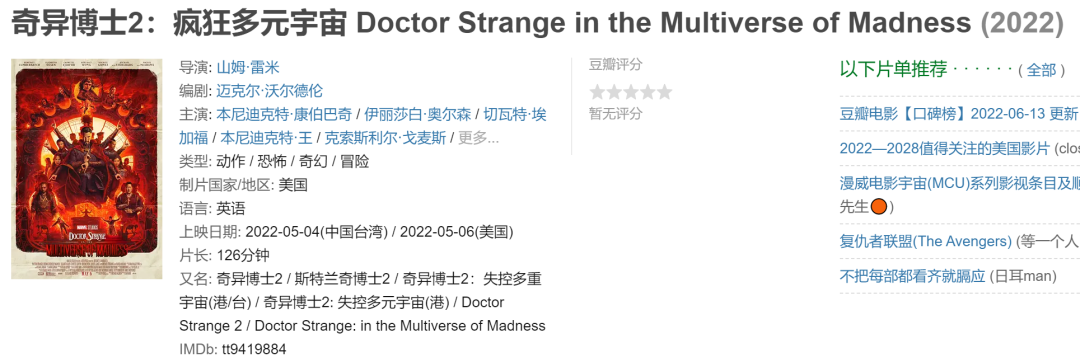 奇异博士2：疯狂多元宇宙 Doctor Strange in the Multiverse of Madness (2022)
导演: 山姆·雷米
编剧: 迈克尔·沃尔德伦
主演: 本尼迪克特·康伯巴奇 / 伊丽莎白·奥尔森 / 切瓦特·埃
加福 / 本尼迪克特·王 / 克索斯利尔·戈麦斯 / 更多...
类型: 动作 / 恐怖 / 奇幻 / 冒险
制片国家/地区: 美国
语言: 英语
上映日期: 2022-05-04(中国台湾) / 2022-05-06(美国)
片长: 126分钟
又名: 奇异博士2 / 斯特兰奇博士2 / 奇异博士2：失控多重
宇宙(港/台) / 奇异博士2: 失控多元宇宙(港) / Doctor
Strange 2 / Doctor Strange: in the Multiverse of Madness
IMDb: tt9419884
豆瓣评分
暂无评分
以下片单推荐 · · · · · · ( 全部 )
豆瓣电影【口碑榜】2022-06-13 更新
2022—2028值得关注的美国影片 (clos
漫威电影宇宙(MCU)系列影视条目及顺
先生🟠)
复仇者联盟(The Avengers) (等一个人
不把每部都看齐就膈应 (日耳man)
MARVEL STUDIOS
DOCTOR STRANGE
MULTIVERSE OF MADNESS